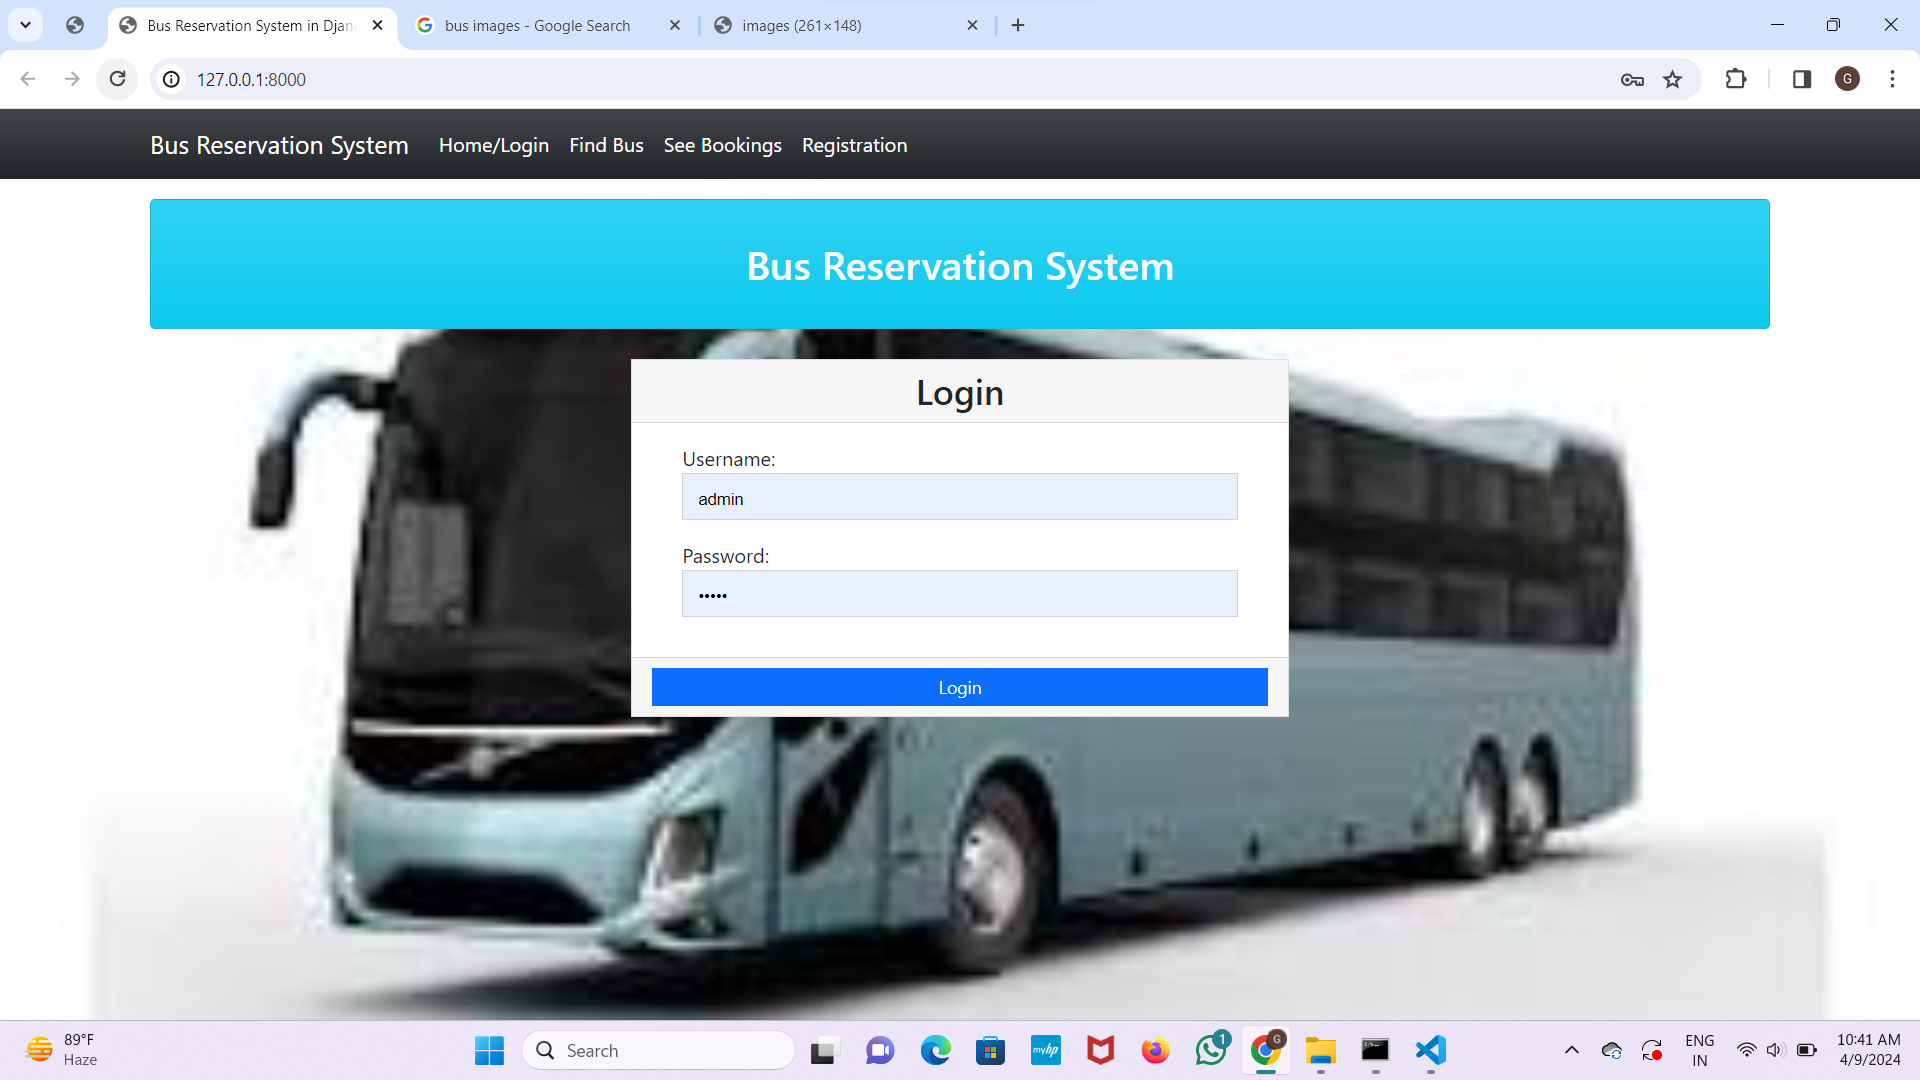 Bus Reservation System in Djan
bus images - Google Search
images (261×148)
127.0.0.1:8000
G
Bus Reservation System
Home/Login
Find Bus
See Bookings
Registration
Bus Reservation System
Login
Username:
admin
Password:
•••••
Login
89°F
Haze
Search
myhp
1
G
ENG
IN
10:41 AM
4/9/2024